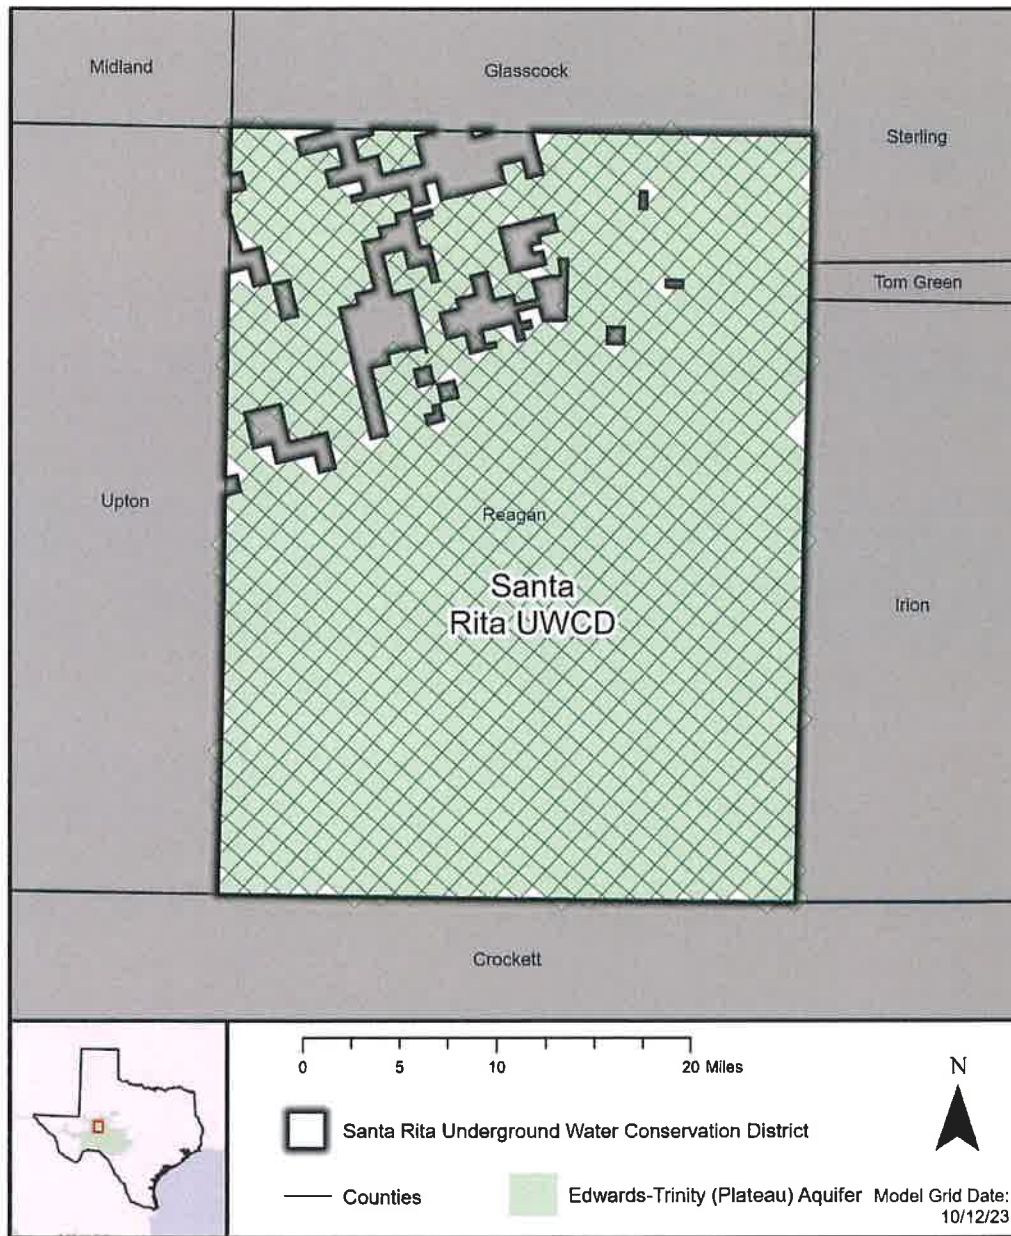 Midland
Glasscock
Sterling
Tom Green
Upton
Reagan
Santa
Rita UWCD
Irion
Crockett
0 5 10 20 Miles
N
Santa Rita Underground Water Conservation District
Counties
Edwards-Trinity (Plateau) Aquifer
Model Grid Date:
10/12/23